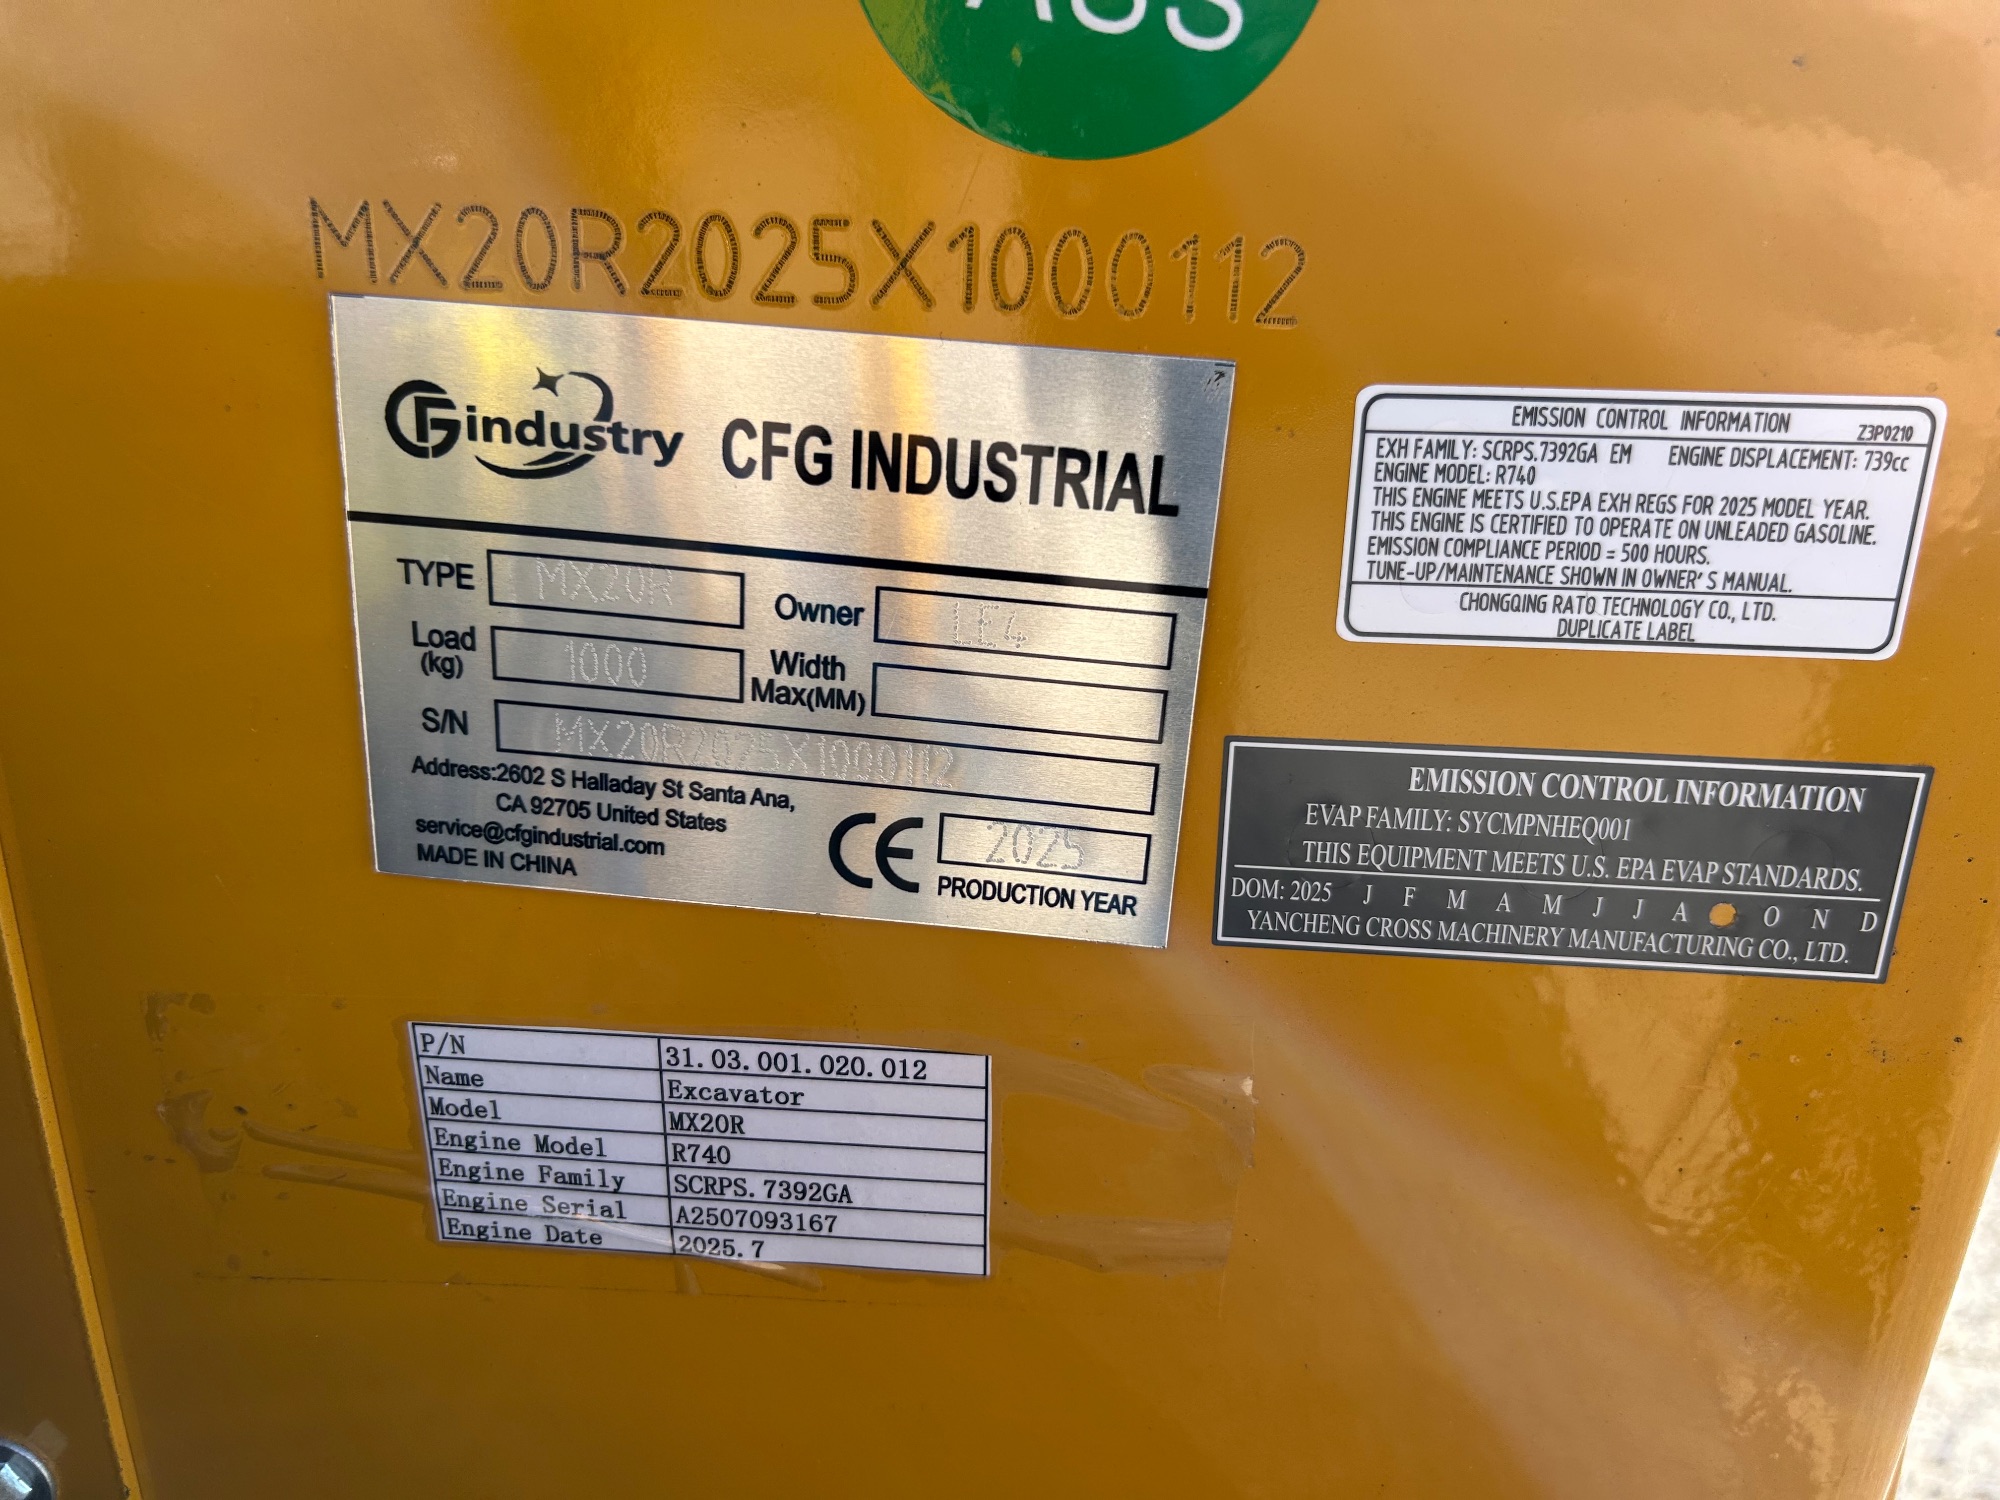 MX20R2025X1000112
CFG industry CFG INDUSTRIAL
TYPE MX20R
Owner LE4
Load (kg) 1000
Width Max(MM)
S/N MX20R2025X1000112
Address:2602 S Halladay St Santa Ana,
CA 92705 United States
service@cfgindustrial.com
MADE IN CHINA
CE 2025
PRODUCTION YEAR
EMISSION CONTROL INFORMATION Z3P0210
EXH FAMILY: SCRPS.7392GA EM ENGINE DISPLACEMENT: 739cc
ENGINE MODEL: R740
THIS ENGINE MEETS U.S.EPA EXH REGS FOR 2025 MODEL YEAR.
THIS ENGINE IS CERTIFIED TO OPERATE ON UNLEADED GASOLINE.
EMISSION COMPLIANCE PERIOD = 500 HOURS.
TUNE-UP/MAINTENANCE SHOWN IN OWNER' S MANUAL.
CHONGQING RATO TECHNOLOGY CO., LTD.
DUPLICATE LABEL
EMISSION CONTROL INFORMATION
EVAP FAMILY: SYCMPNHEQ001
THIS EQUIPMENT MEETS U.S. EPA EVAP STANDARDS.
DOM: 2025 J F M A M J J A O N D
YANCHENG CROSS MACHINERY MANUFACTURING CO., LTD.
P/N 31.03.001.020.012
Name Excavator
Model MX20R
Engine Model R740
Engine Family SCRPS.7392GA
Engine Serial A2507093167
Engine Date 2025.7